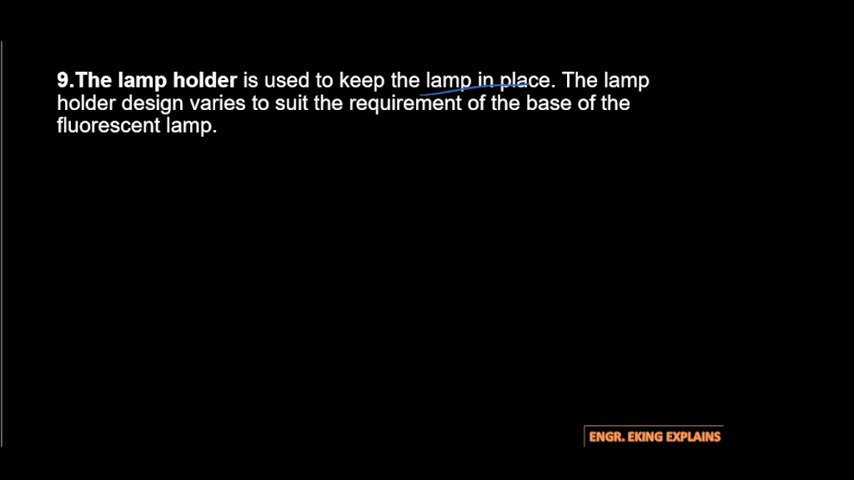 9.The lamp holder is used to keep the lamp in place. The lamp
holder design varies to suit the requirement of the base of the
fluorescent lamp.
ENGR. EKING EXPLAINS